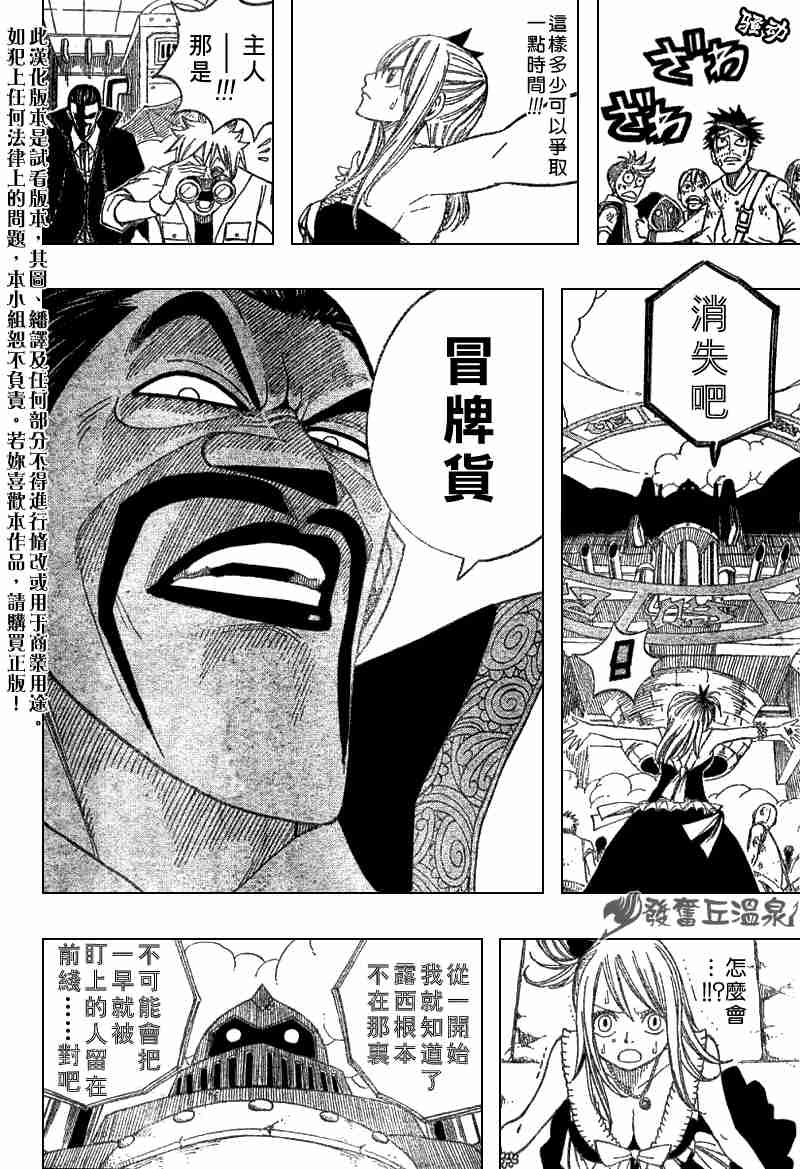 騷动
ざわ
ざわ
這樣多少可以爭取
一點時間!!!
主人
——
那是!!!
消失吧
!
冒牌貨
怎麼會
…!!?
從一開始
我就知道了
露西根本
不在那裏
不可能會把
一早就被
盯上的人留在
前綫……對吧
發奮丘溫泉
此漢化版本是試看版本，其圖、繙譯及任何部分不得進行修改或用于商業用途。
如犯上任何法律上的問題，本小組恕不負責。若妳喜歡本作品，請購買正版！